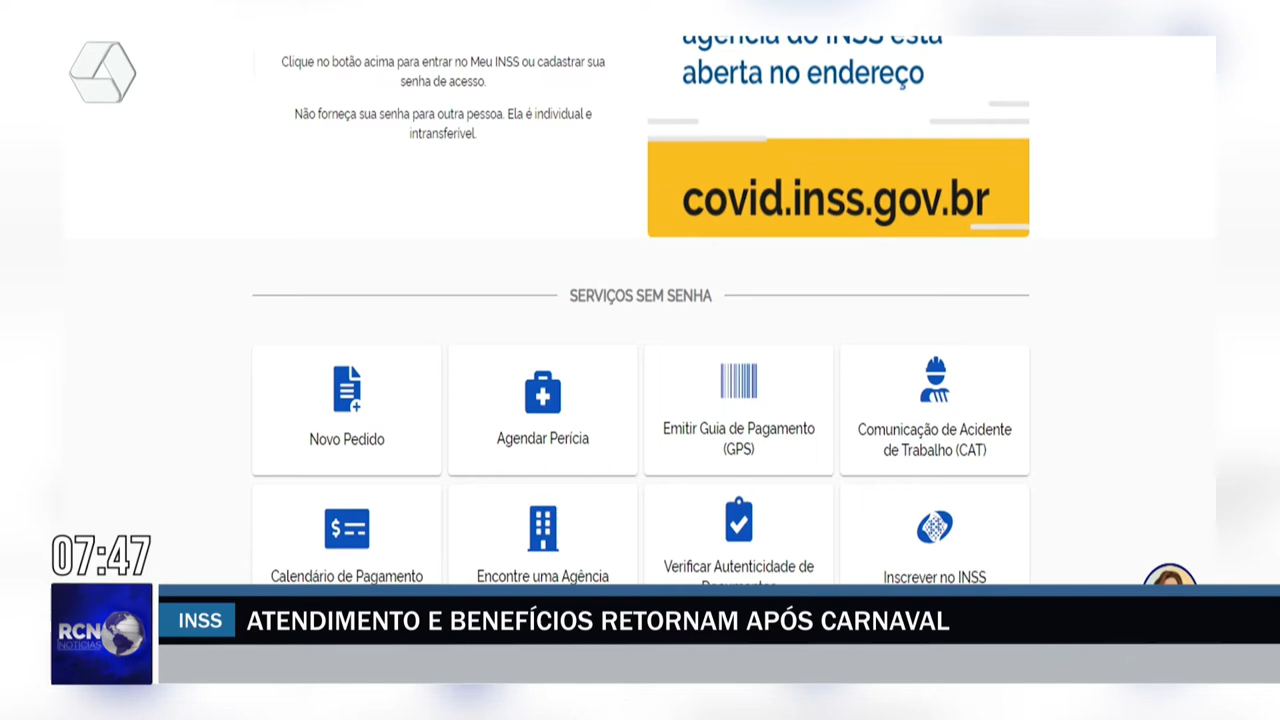 Clique no botão acima para entrar no Meu INSS ou cadastrar sua
senha de acesso.
Não forneça sua senha para outra pessoa. Ela é individual e
intransferível.
agência do INSS está
aberta no endereço
covid.inss.gov.br
SERVIÇOS SEM SENHA
Novo Pedido
Agendar Perícia
Emitir Guia de Pagamento
(GPS)
Comunicação de Acidente
de Trabalho (CAT)
Calendário de Pagamento
Encontre uma Agência
Verificar Autenticidade de
Documentos
Inscrever no INSS
07:47
RCN
NOTÍCIAS
INSS
ATENDIMENTO E BENEFÍCIOS RETORNAM APÓS CARNAVAL